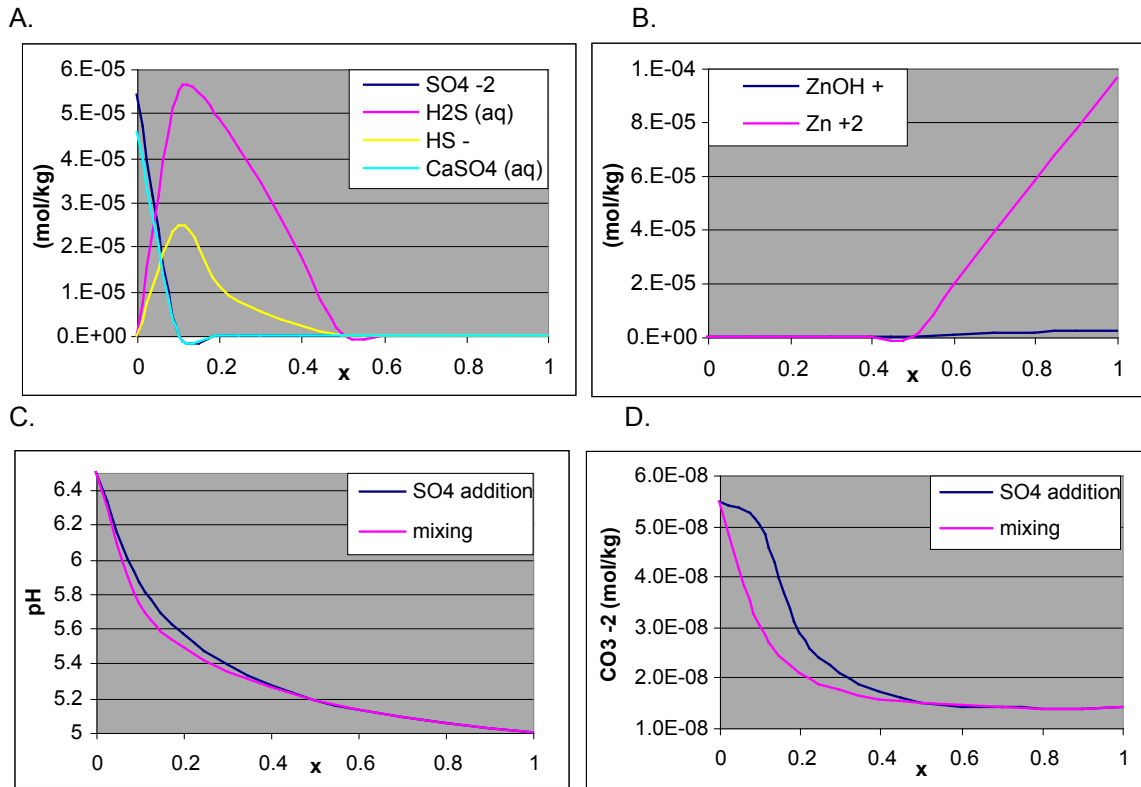 A.
6.E-05
5.E-05
4.E-05
3.E-05
2.E-05
1.E-05
0.E+00
(mol/kg)
0 0.2 0.4 0.6 0.8 1
x
SO4 -2
H2S (aq)
HS -
CaSO4 (aq)
B.
1.E-04
8.E-05
6.E-05
4.E-05
2.E-05
0.E+00
(mol/kg)
0 0.2 0.4 0.6 0.8 1
x
ZnOH +
Zn +2
C.
6.4
6.2
6
5.8
5.6
5.4
5.2
5
pH
0 0.2 0.4 0.6 0.8 1
x
SO4 addition
mixing
D.
6.0E-08
5.0E-08
4.0E-08
3.0E-08
2.0E-08
1.0E-08
CO3 -2 (mol/kg)
0 0.2 0.4 0.6 0.8 1
x
SO4 addition
mixing